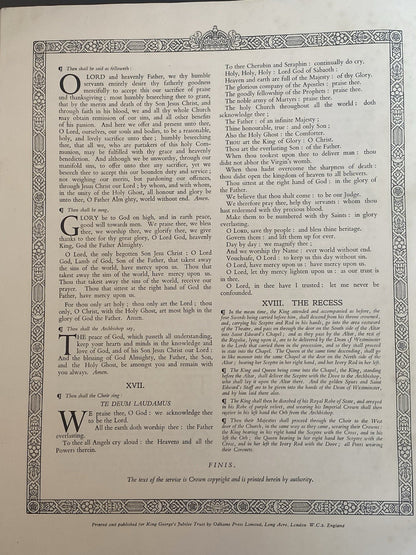 ¶ Then shall be said as followeth:
O LORD and heavenly Father, we thy humble
servants entirely desire thy fatherly goodness
mercifully to accept this our sacrifice of praise
and thanksgiving; most humbly beseeching thee to grant,
that by the merits and death of thy Son Jesus Christ, and
through faith in his blood, we and all thy whole Church
may obtain remission of our sins, and all other benefits
of his passion. And here we offer and present unto thee,
O Lord, ourselves, our souls and bodies, to be a reasonable,
holy, and lively sacrifice unto thee; humbly beseeching
thee, that all we, who are partakers of this holy Com-
munion, may be fulfilled with thy grace and heavenly
benediction. And although we be unworthy, through our
manifold sins, to offer unto thee any sacrifice, yet we
beseech thee to accept this our bounden duty and service;
not weighing our merits, but pardoning our offences,
through Jesus Christ our Lord; by whom, and with whom,
in the unity of the Holy Ghost, all honour and glory be
unto thee, O Father Almighty, world without end. Amen.
¶ Then shall be sung,
GLORY be to God on high, and in earth peace,
good will towards men. We praise thee, we bless
thee, we worship thee, we glorify thee, we give
thanks to thee for thy great glory, O Lord God, heavenly
King, God the Father Almighty.
O Lord, the only begotten Son Jesu Christ; O Lord
God, Lamb of God, Son of the Father, that takest away
the sins of the world, have mercy upon us. Thou that
takest away the sins of the world, have mercy upon us.
Thou that takest away the sins of the world, receive our
prayer. Thou that sittest at the right hand of God the
Father, have mercy upon us.
For thou only art holy; thou only art the Lord; thou
only, O Christ, with the Holy Ghost, art most high in the
glory of God the Father. Amen.
¶ Then shall the Archbishop say,
THE peace of God, which passeth all understanding,
keep your hearts and minds in the knowledge and
love of God, and of his Son Jesus Christ our Lord:
And the blessing of God Almighty, the Father, the Son,
and the Holy Ghost, be amongst you and remain with
you always. Amen.
XVII.
¶ Then shall the Choir sing:
TE DEUM LAUDAMUS
WE praise thee, O God: we acknowledge thee
to be the Lord.
All the earth doth worship thee: the Father
everlasting.
To thee all Angels cry aloud: the Heavens and all the
Powers therein.
To thee Cherubin and Seraphin: continually do cry.
Holy, Holy, Holy: Lord God of Sabaoth;
Heaven and earth are full of the Majesty: of thy Glory.
The glorious company of the Apostles: praise thee.
The goodly fellowship of the Prophets: praise thee.
The noble army of Martyrs: praise thee.
The holy Church throughout all the world: doth
acknowledge thee;
The Father: of an infinite Majesty;
Thine honourable, true: and only Son;
Also the Holy Ghost: the Comforter.
Thou art the King of Glory: O Christ.
Thou art the everlasting Son: of the Father.
When thou tookest upon thee to deliver man: thou
didst not abhor the Virgin's womb.
When thou hadst overcome the sharpness of death:
thou didst open the kingdom of heaven to all believers.
Thou sittest at the right hand of God: in the glory of
the Father.
We believe that thou shalt come: to be our Judge.
We therefore pray thee, help thy servants: whom thou
hast redeemed with thy precious blood.
Make them to be numbered with thy Saints: in glory
everlasting.
O LORD, save thy people: and bless thine heritage.
Govern them: and lift them up for ever.
Day by day: we magnify thee;
And we worship thy Name: ever world without end.
Vouchsafe, O Lord: to keep us this day without sin.
O Lord, have mercy upon us: have mercy upon us.
O Lord, let thy mercy lighten upon us: as our trust is
in thee.
O Lord, in thee have I trusted: let me never be
confounded.
XVIII. THE RECESS
¶ In the mean time, the King attended and accompanied as before, the
four Swords being carried before him, shall descend from his throne crowned,
and, carrying his Sceptre and Rod in his hands, go into the area eastward
of the Theatre; and pass on through the door on the South side of the Altar
into Saint Edward's Chapel; and as they pass by the Altar, the rest of
the Regalia, lying upon it, are to be delivered by the Dean of Westminster
to the Lords that carried them in the procession, and so they shall proceed
in state into the Chapel. The Queen at the same time descending, shall go
in like manner into the same Chapel at the door on the North side of the
Altar: bearing her Sceptre in her right hand, and her Ivory Rod in her left.
¶ The King and Queen being come into the Chapel, the King, standing
before the Altar, shall deliver the Sceptre with the Dove to the Archbishop,
who shall lay it upon the Altar there. And the golden Spurs and Saint
Edward's Staff are to be given into the hands of the Dean of Westminster,
and by him laid there also.
¶ The King shall then be disrobed of his Royal Robe of State, and arrayed
in his Robe of purple velvet, and wearing his Imperial Crown shall then
receive in his left hand the Orb from the Archbishop.
¶ Then their Majesties shall proceed through the Choir to the West
door of the Church, in the same way as they came, wearing their Crowns:
the King bearing in his right hand the Sceptre with the Cross, and in his
left the Orb; the Queen bearing in her right hand her Sceptre with the
Cross, and in her left the Ivory Rod with the Dove; all Peers wearing
their Coronets.
FINIS.
The text of the service is Crown copyright and is printed herein by authority.
Printed and published for King George's Jubilee Trust by Odhams Press Limited, Long Acre, London W.C.2, England